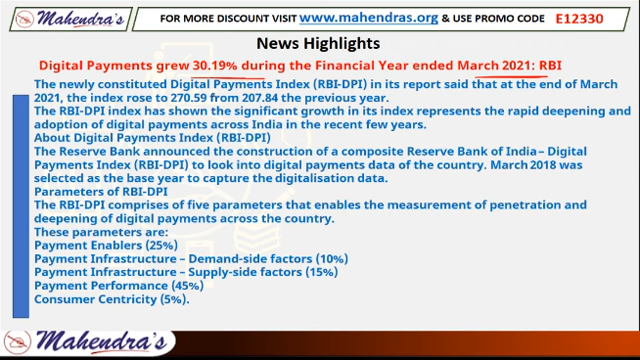 Mahendra's
FOR MORE DISCOUNT VISIT www.mahendras.org & USE PROMO CODE E12330
News Highlights
Digital Payments grew 30.19% during the Financial Year ended March 2021: RBI
The newly constituted Digital Payments Index (RBI-DPI) in its report said that at the end of March
2021, the index rose to 270.59 from 207.84 the previous year.
The RBI-DPI index has shown the significant growth in its index represents the rapid deepening and
adoption of digital payments across India in the recent few years.
About Digital Payments Index (RBI-DPI)
The Reserve Bank announced the construction of a composite Reserve Bank of India – Digital
Payments Index (RBI-DPI) to look into digital payments data of the country. March 2018 was
selected as the base year to capture the digitalisation data.
Parameters of RBI-DPI
The RBI-DPI comprises of five parameters that enables the measurement of penetration and
deepening of digital payments across the country.
These parameters are:
Payment Enablers (25%)
Payment Infrastructure – Demand-side factors (10%)
Payment Infrastructure – Supply-side factors (15%)
Payment Performance (45%)
Consumer Centricity (5%).
Mahendra's